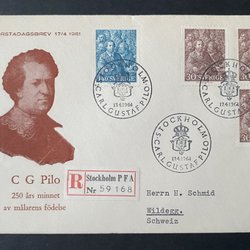 FÖRSTADAGSBREV 17/4 1961
SVERIGE
STOCKHOLM
CARL GUSTAF PILO
17.4.1961
STOCKHOLM
CARL GUSTAF PILO
17.4.1961
C G Pilo
250 års minnet
av målarens födelse
R
Stockholm P F A
Nr 59168
Herrn H. Schmid
Wildegg.
Schweiz